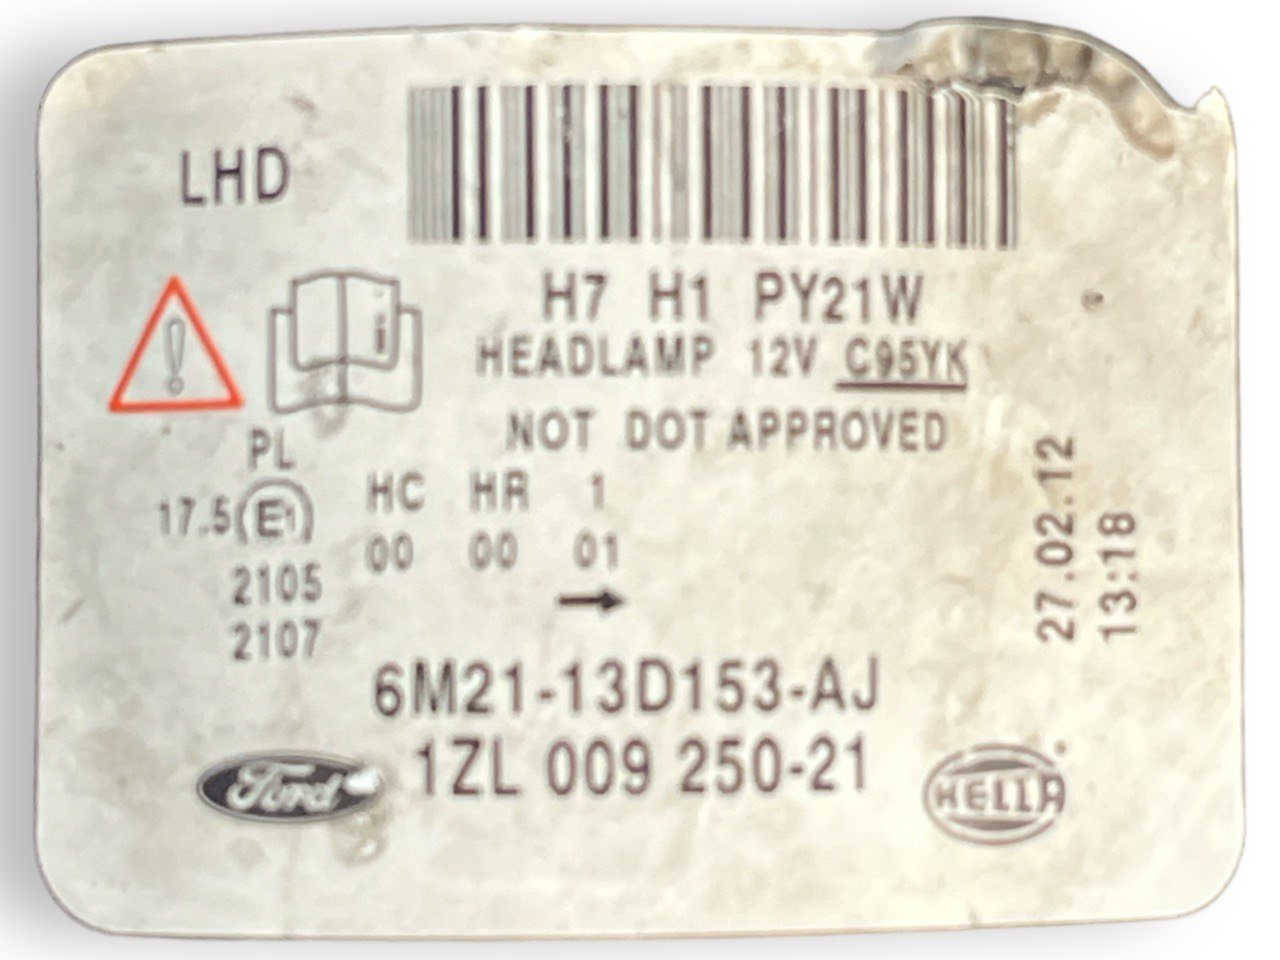 LHD
H7 H1 PY21W
HEADLAMP 12V C95YK
NOT DOT APPROVED
PL
17.5 E1
HC HR 1
00 00 01
2105
2107
27.02.12
13:18
6M21-13D153-AJ
1ZL 009 250-21
Ford
HELLA